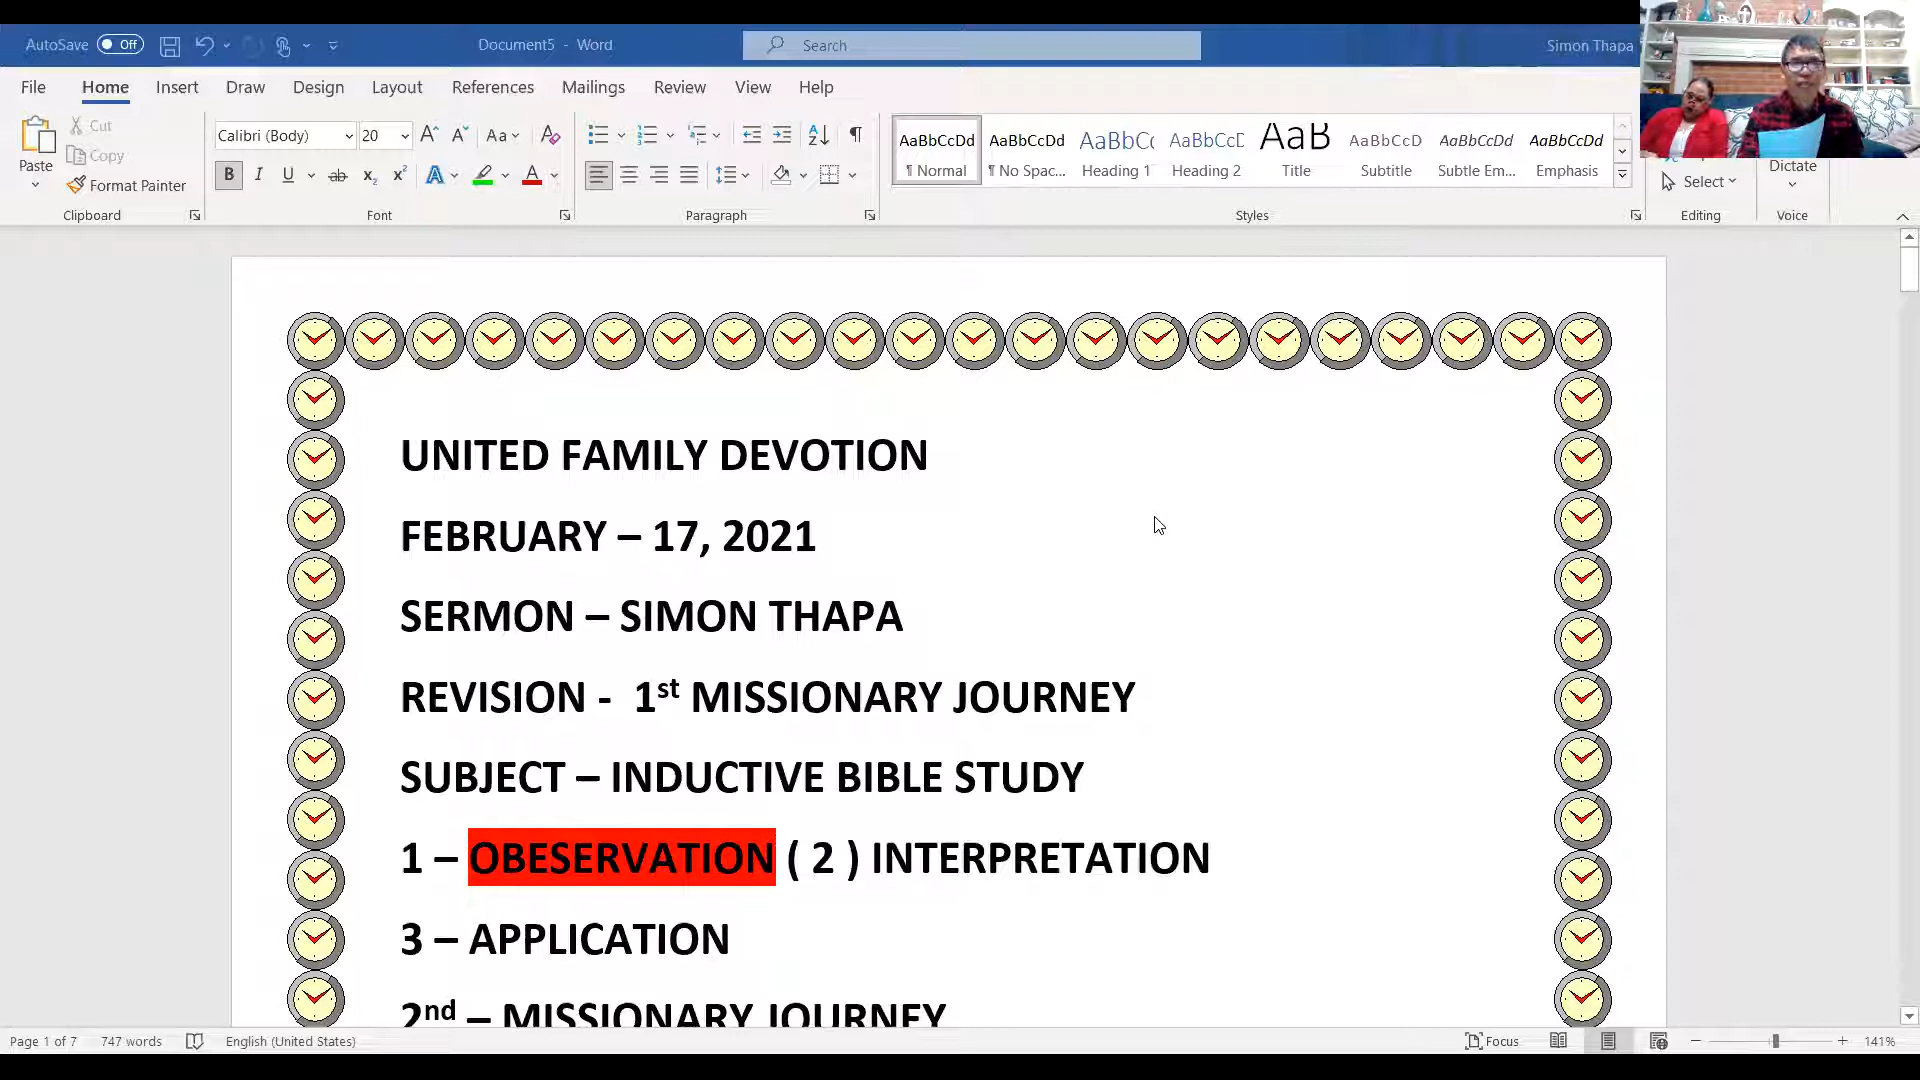 AutoSave Off Document5 - Word Search Simon Thapa
File Home Insert Draw Design Layout References Mailings Review View Help
Paste Cut Copy Format Painter
Calibri (Body) 20
AaBbCcDd AaBbCcDd AaBbCc AaBbCcC AaB AaBbCcD AaBbCcDd AaBbCcDd
¶ Normal ¶ No Spac... Heading 1 Heading 2 Title Subtitle Subtle Em... Emphasis
Select Dictate
Clipboard Font Paragraph Styles Editing Voice
UNITED FAMILY DEVOTION
FEBRUARY – 17, 2021
SERMON – SIMON THAPA
REVISION - 1st MISSIONARY JOURNEY
SUBJECT – INDUCTIVE BIBLE STUDY
1 – OBESERVATION ( 2 ) INTERPRETATION
3 – APPLICATION
2nd – MISSIONARY JOURNEY
Page 1 of 7 747 words English (United States) Focus 141%